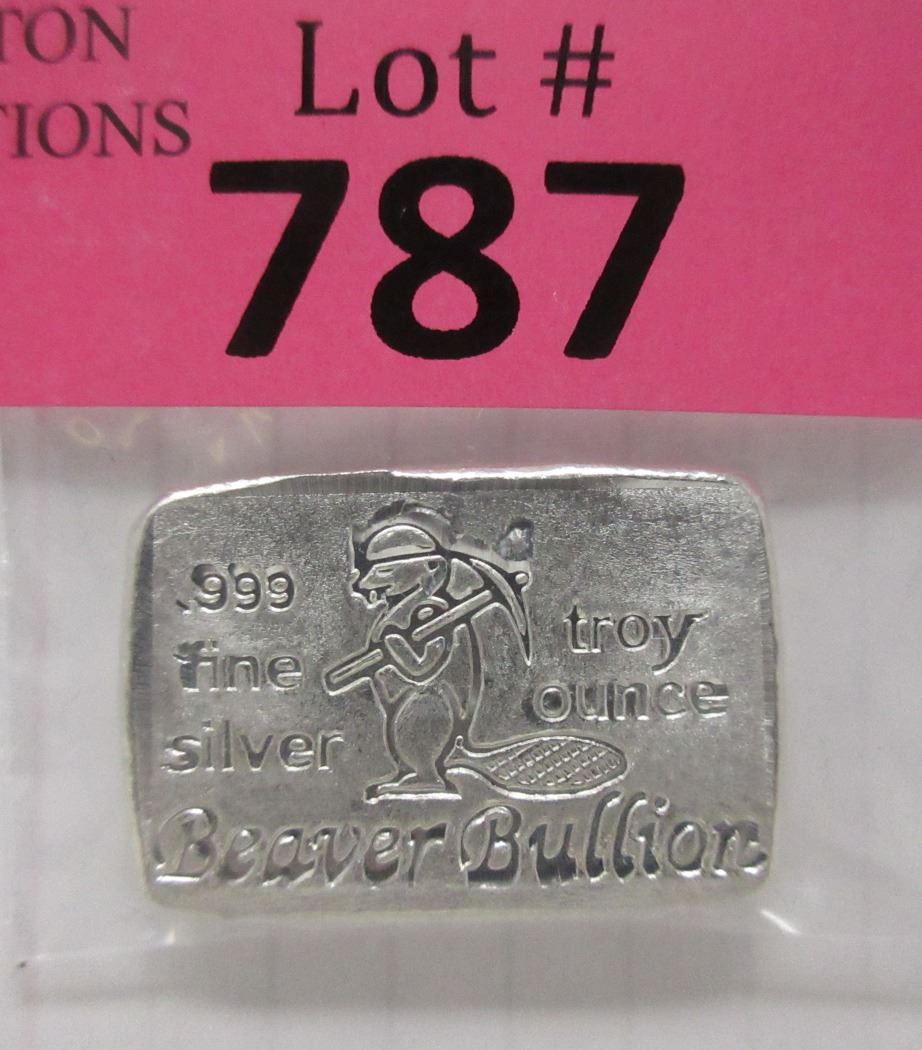 TON
TIONS
Lot #
787
.999
fine
silver
troy
ounce
Beaver Bullion